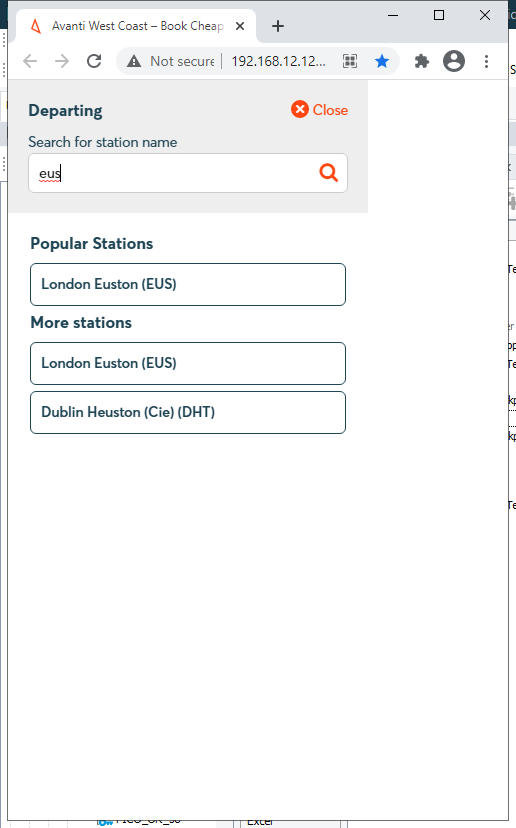 Avanti West Coast – Book Cheap
Not secure
192.168.12.12...
Departing
Close
Search for station name
eus
Popular Stations
London Euston (EUS)
More stations
London Euston (EUS)
Dublin Heuston (Cie) (DHT)
Excel